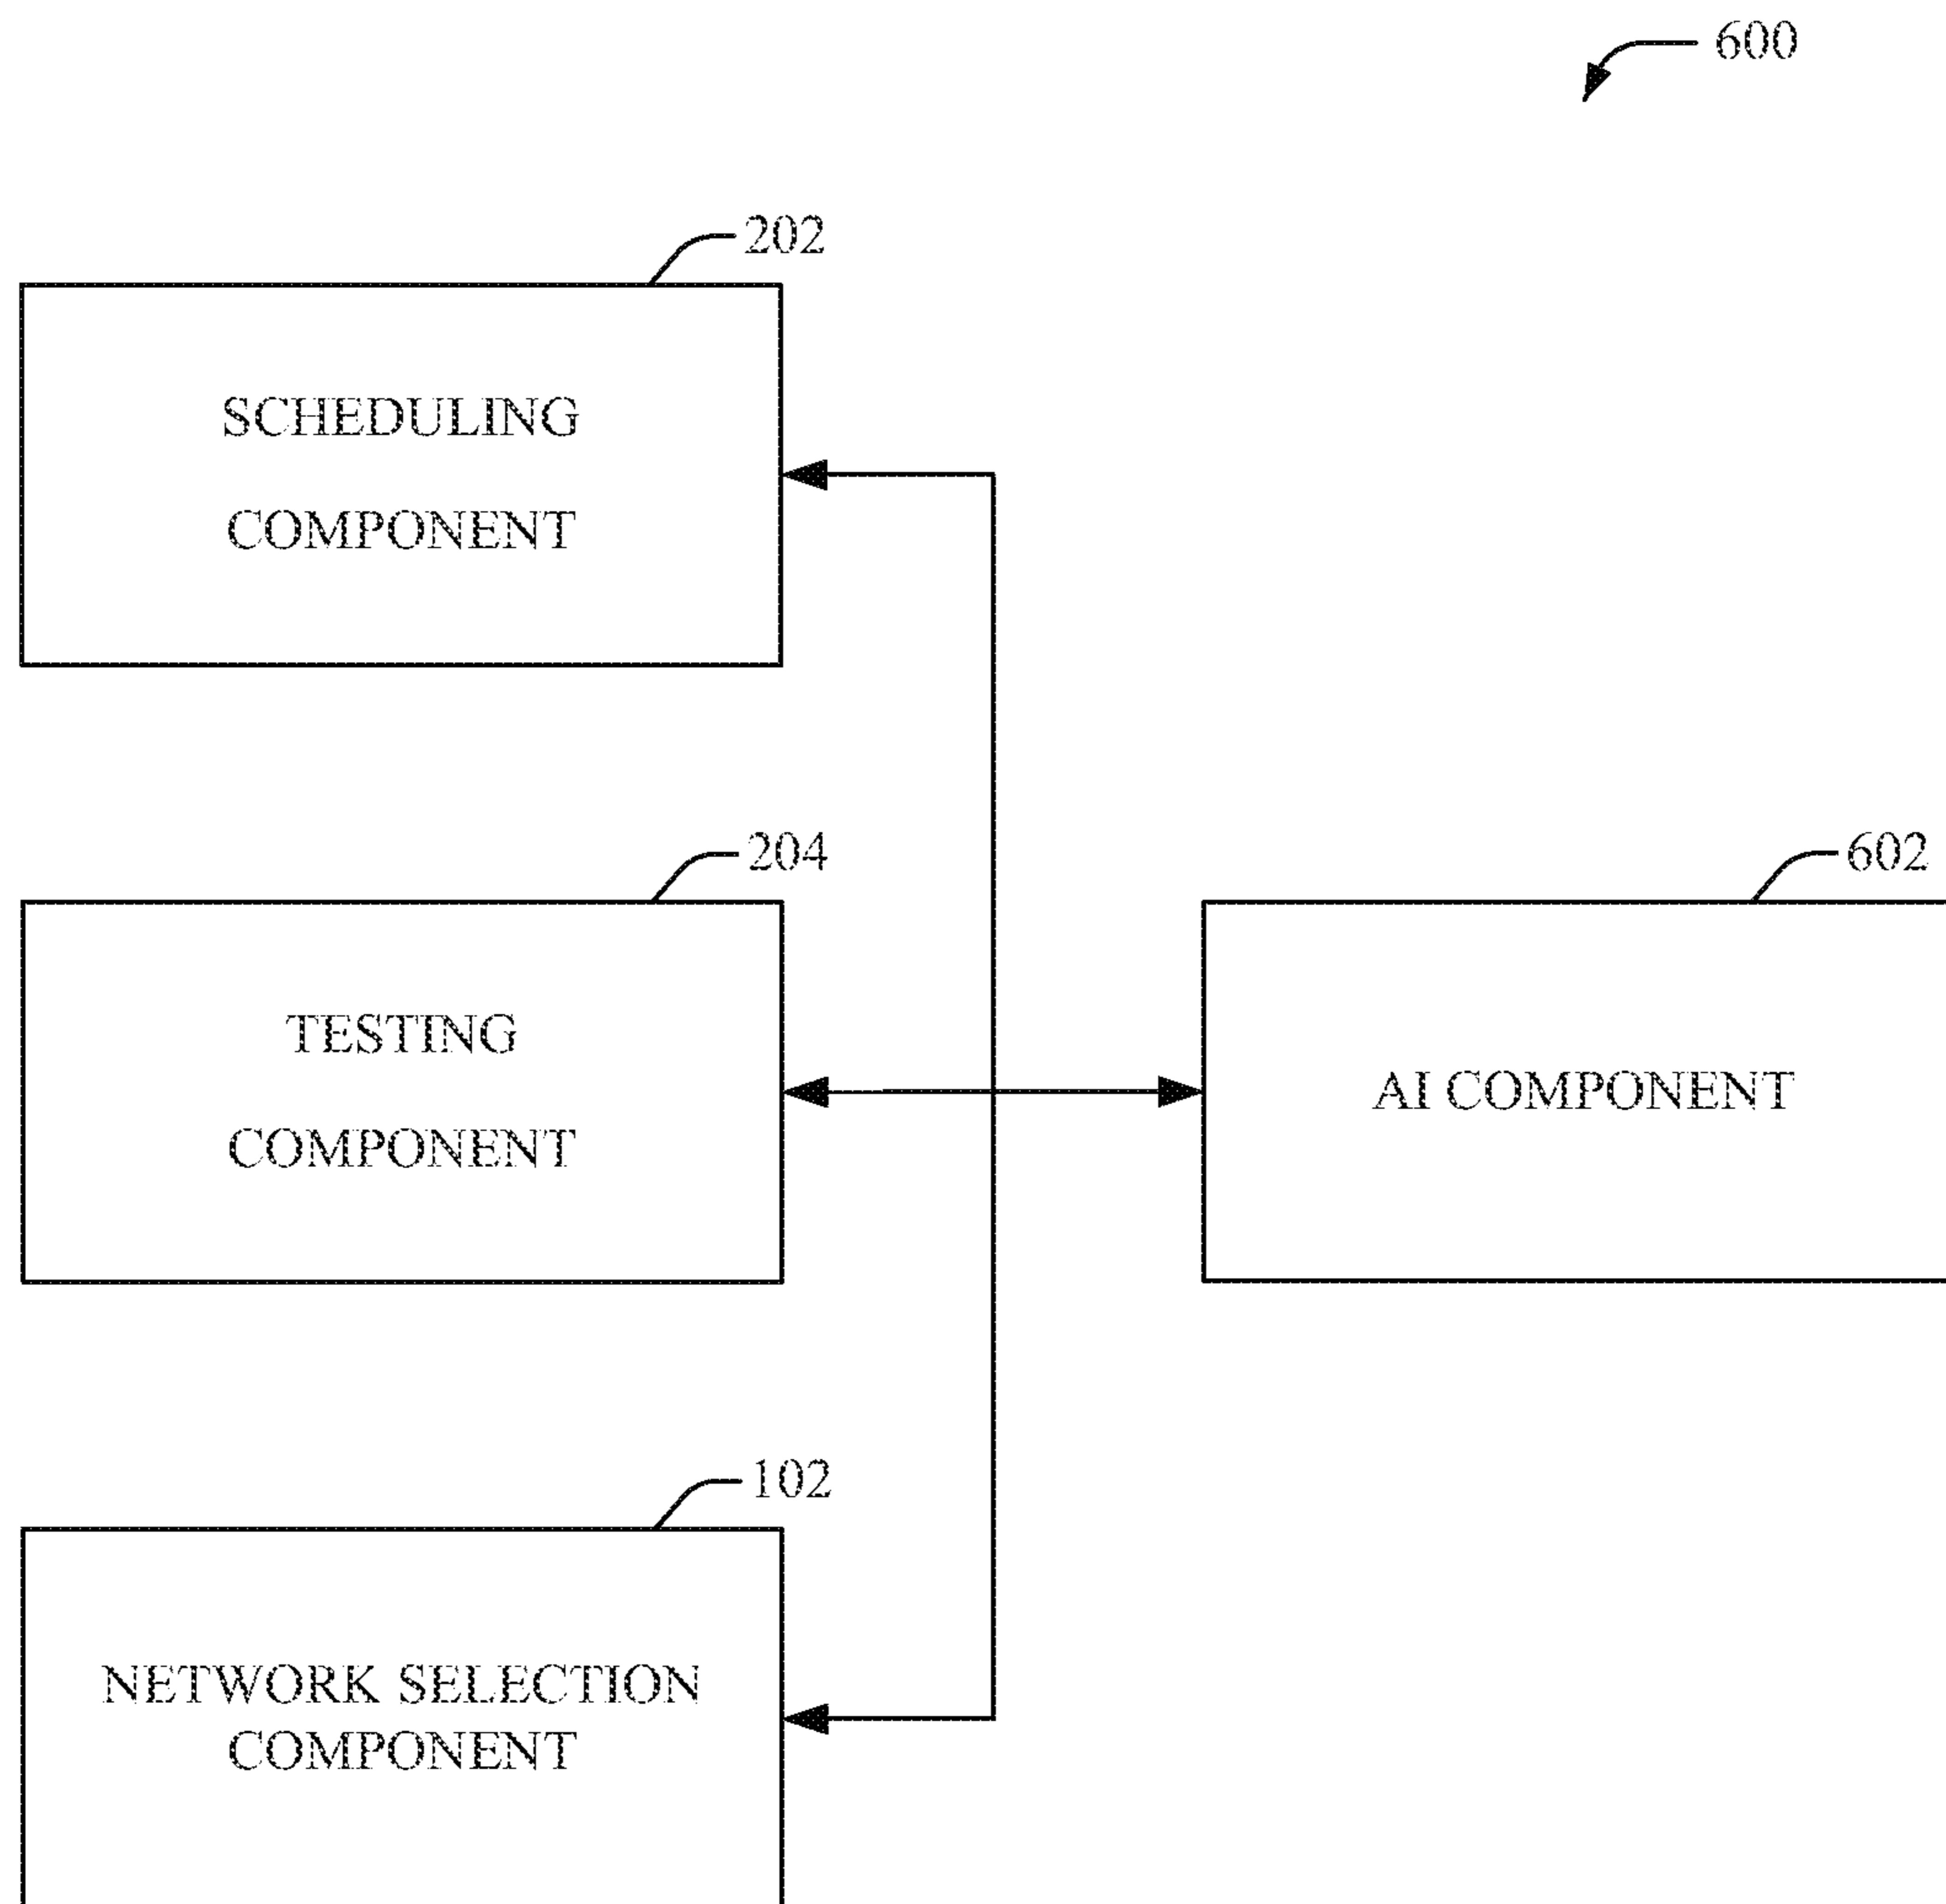 600
202
SCHEDULING
COMPONENT
204
TESTING
COMPONENT
602
AI COMPONENT
102
NETWORK SELECTION
COMPONENT